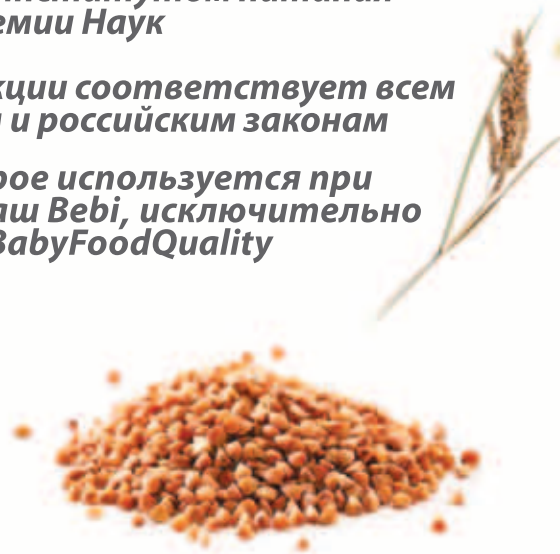 емии Наук
кции соответствует всем
и российским законам
рое используется при
аш Bebi, исключительно
BabyFoodQuality